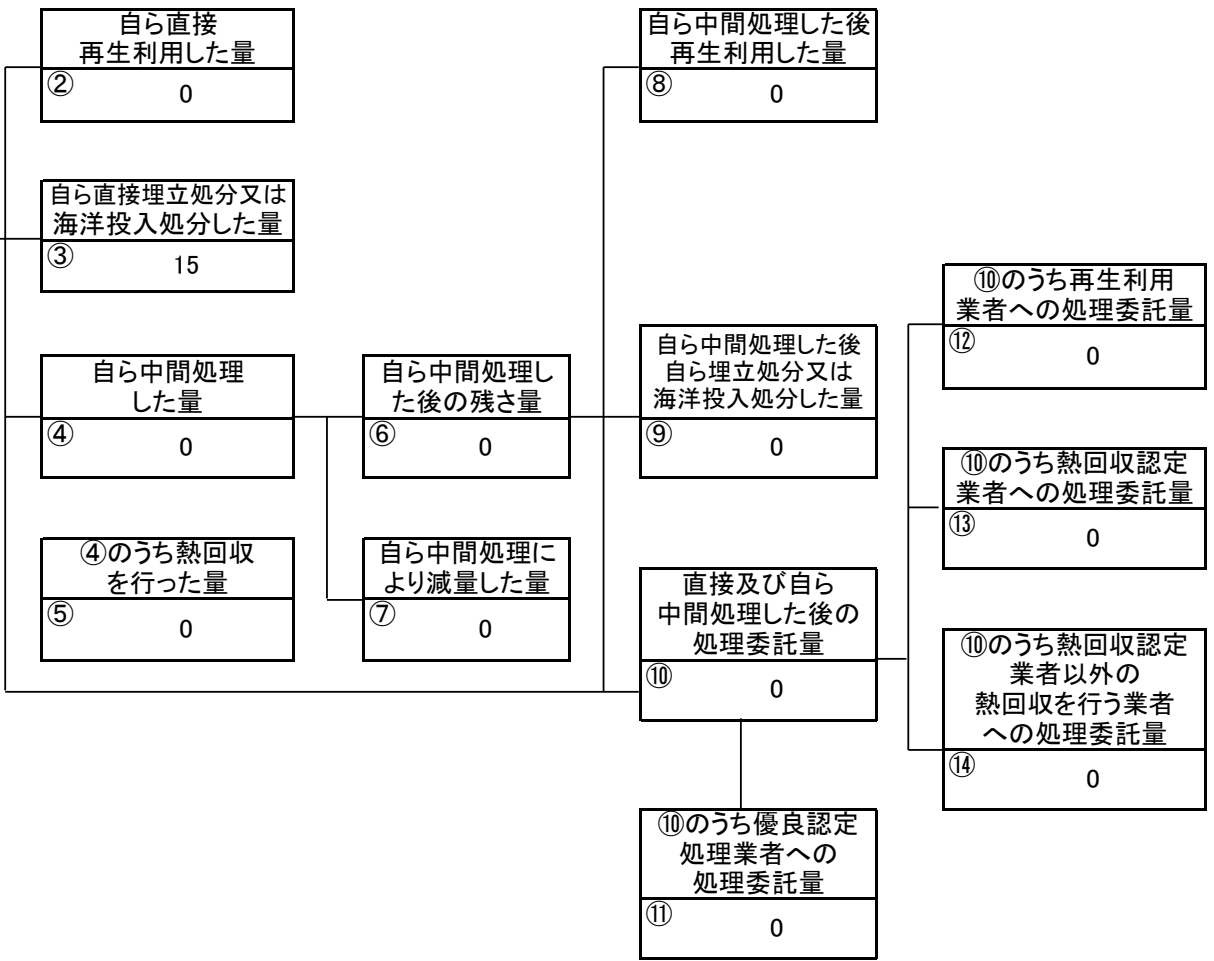 自ら直接
再生利用した量
②
0
自ら直接埋立処分又は
海洋投入処分した量
③
15
自ら中間処理
した量
④
0
④のうち熱回収
を行った量
⑤
0
自ら中間処理し
た後の残さ量
⑥
0
自ら中間処理に
より減量した量
⑦
0
自ら中間処理した後
再生利用した量
⑧
0
自ら中間処理した後
自ら埋立処分又は
海洋投入処分した量
⑨
0
直接及び自ら
中間処理した後の
処理委託量
⑩
0
⑩のうち優良認定
処理業者への
処理委託量
⑪
0
⑩のうち再生利用
業者への処理委託量
⑫
0
⑩のうち熱回収認定
業者への処理委託量
⑬
0
⑩のうち熱回収認定
業者以外の
熱回収を行う業者
への処理委託量
⑭
0